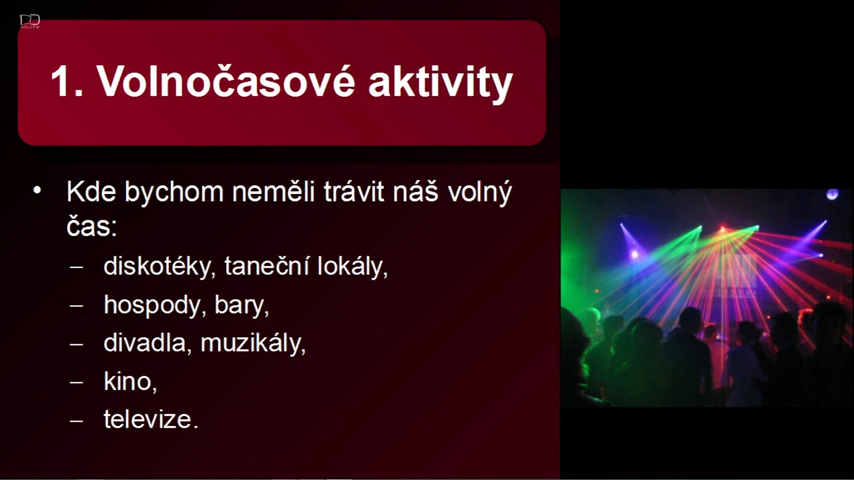 1. Volnočasové aktivity
• Kde bychom neměli trávit náš volný
čas:
– diskotéky, taneční lokály,
– hospody, bary,
– divadla, muzikály,
– kino,
– televize.